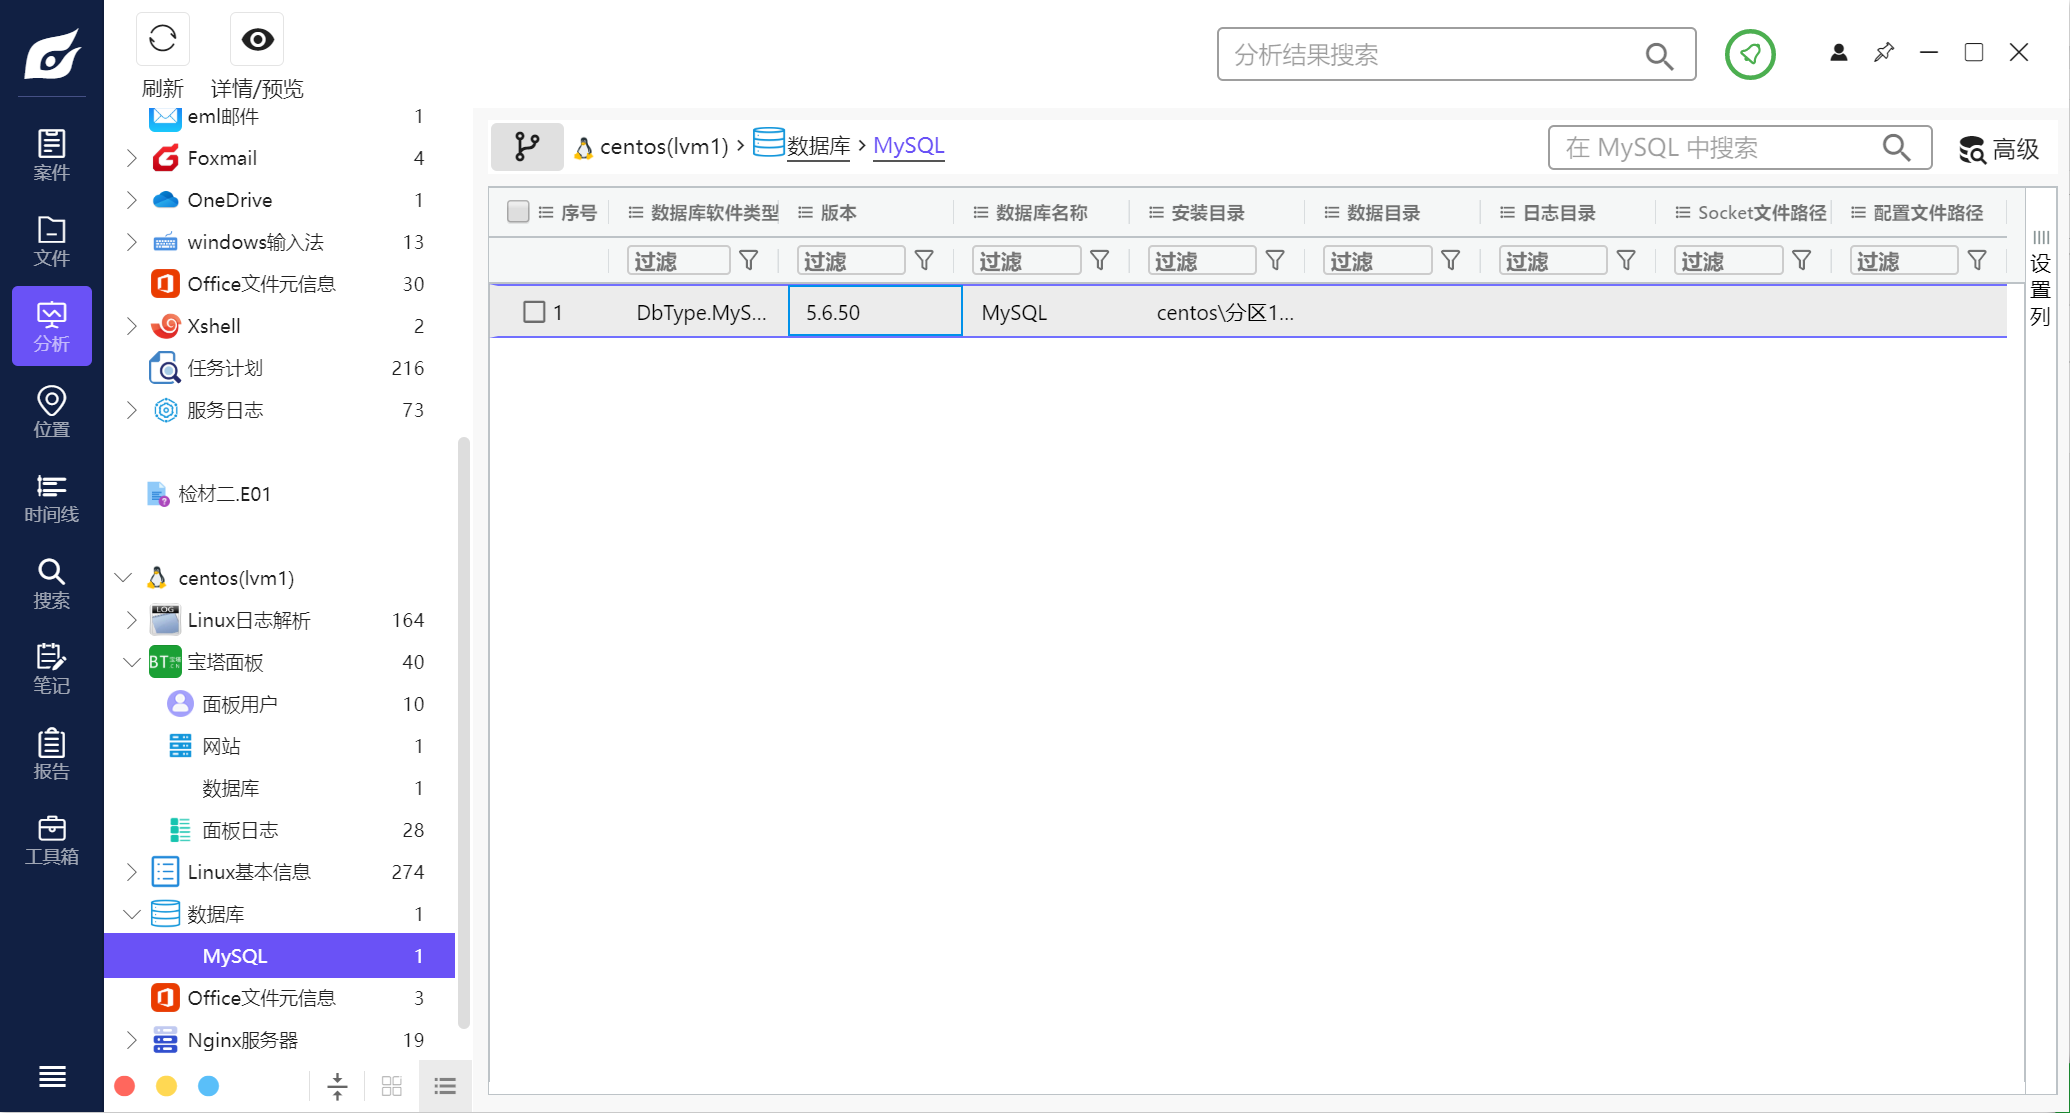 刷新
详情/预览
分析结果搜索
案件
文件
分析
位置
时间线
搜索
笔记
报告
工具箱
eml邮件 1
Foxmail 4
OneDrive 1
windows输入法 13
Office文件元信息 30
Xshell 2
任务计划 216
服务日志 73
检材二.E01
centos(lvm1)
LOG
Linux日志解析 164
BT
宝塔面板 40
面板用户 10
网站 1
数据库 1
面板日志 28
Linux基本信息 274
数据库 1
MySQL 1
Office文件元信息 3
Nginx服务器 19
centos(lvm1) › 数据库 › MySQL
在 MySQL 中搜索
高级
序号 数据库软件类型 版本 数据库名称 安装目录 数据目录 日志目录 Socket文件路径 配置文件路径
过滤 过滤 过滤 过滤 过滤 过滤 过滤 过滤
1 DbType.MyS... 5.6.50 MySQL centos\分区1...
设置列